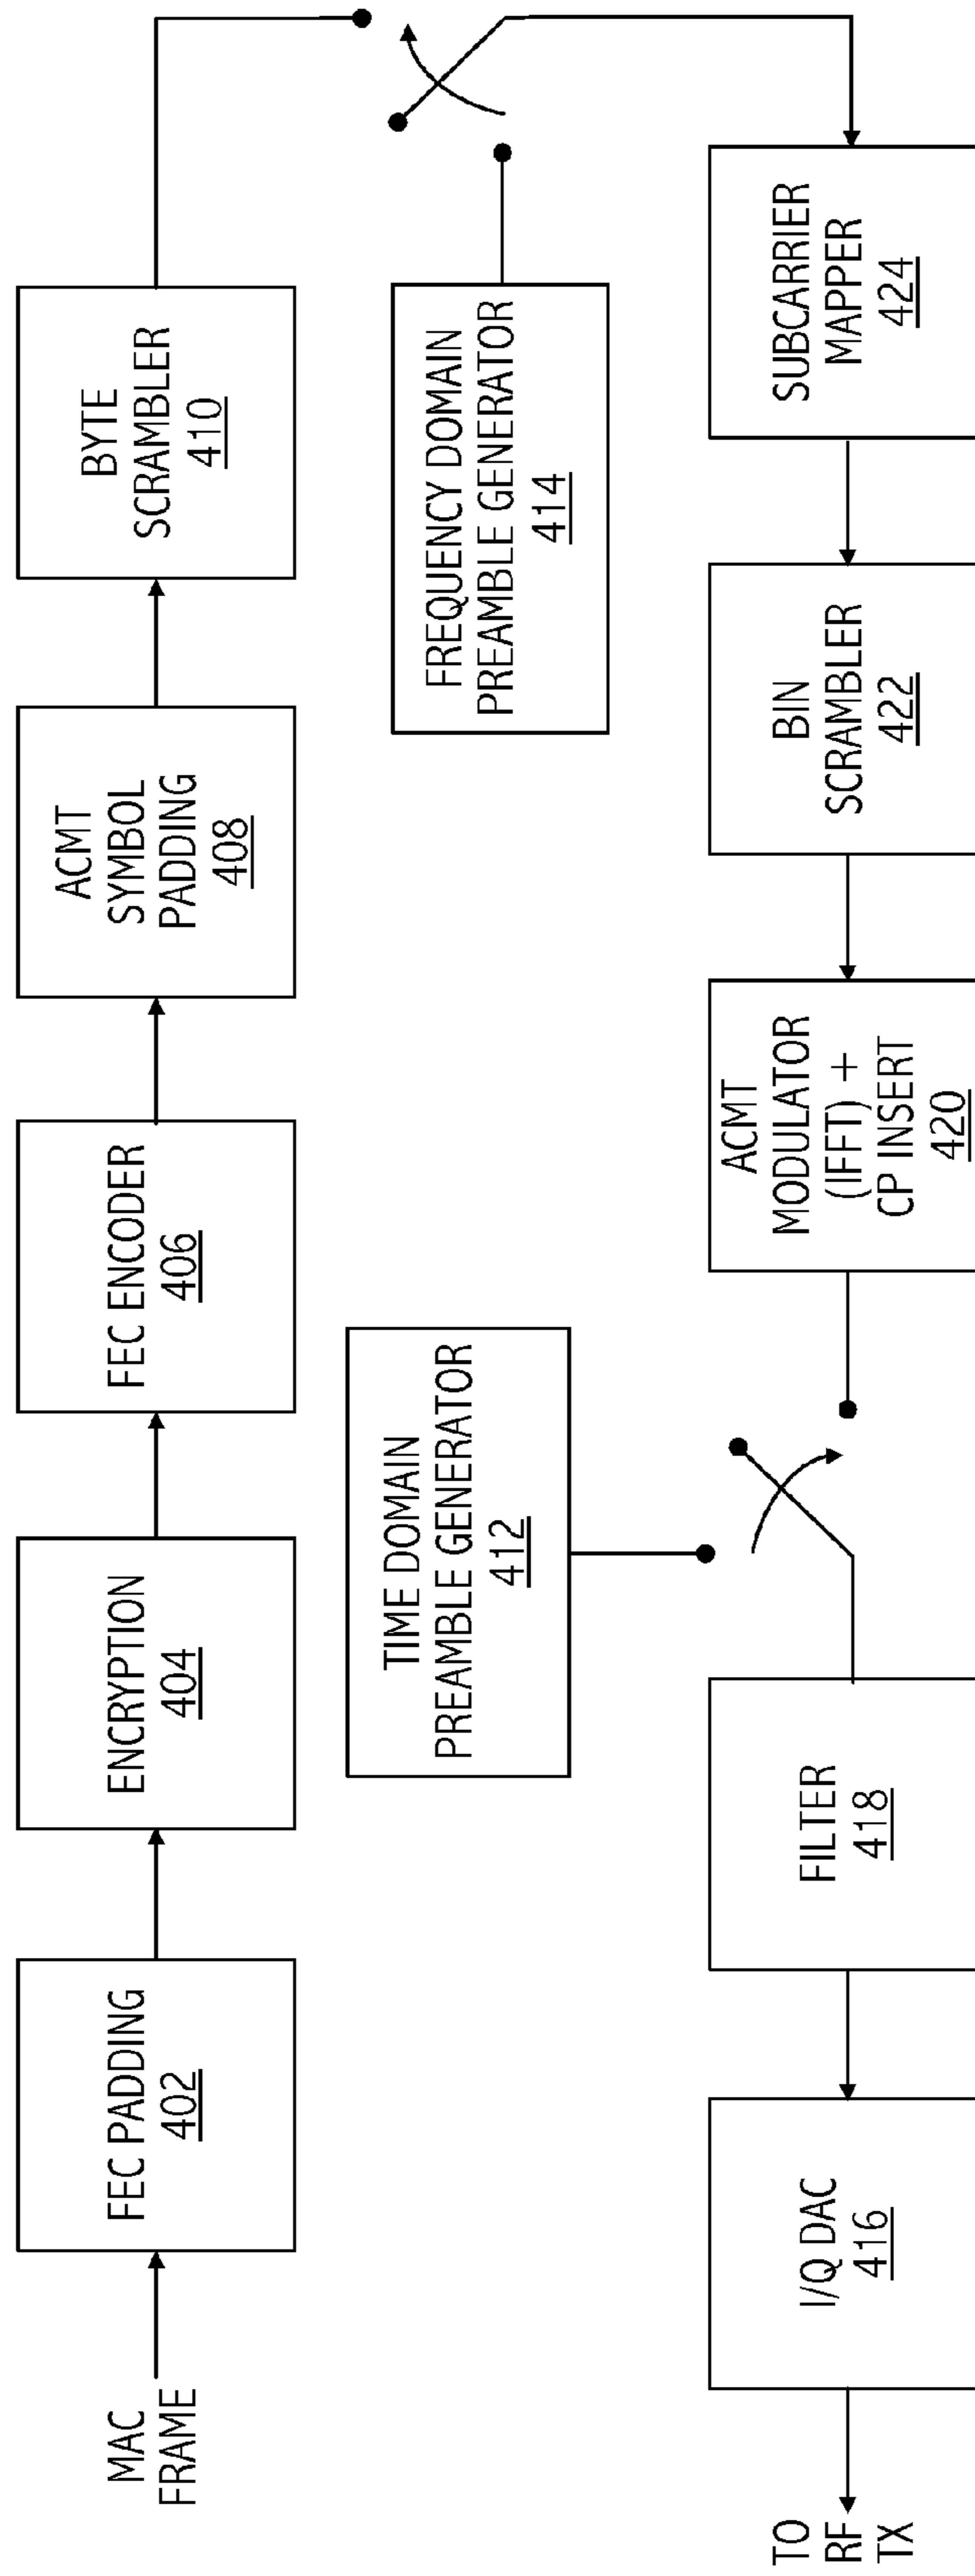 MAC
FRAME
FEC PADDING
402
ENCRYPTION
404
FEC ENCODER
406
ACMT
SYMBOL
PADDING
408
BYTE
SCRAMBLER
410
TIME DOMAIN
PREAMBLE GENERATOR
412
FREQUENCY DOMAIN
PREAMBLE GENERATOR
414
TO
RF
TX
I/Q DAC
416
FILTER
418
ACMT
MODULATOR
(IFFT) +
CP INSERT
420
BIN
SCRAMBLER
422
SUBCARRIER
MAPPER
424